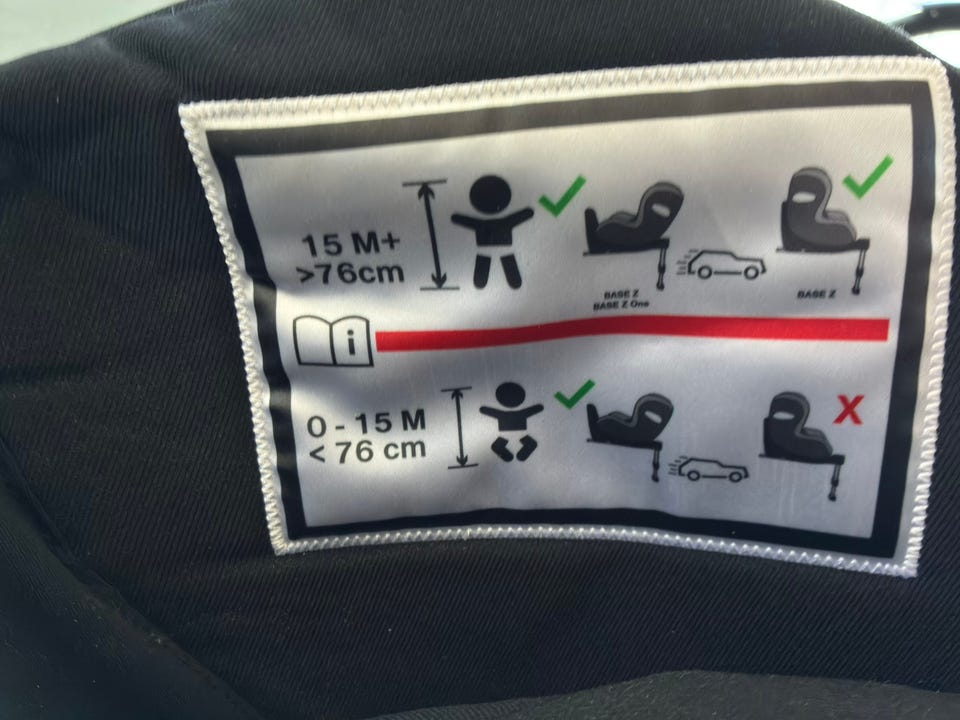 15 M+
>76cm
BASE Z
BASE Z One
BASE Z
i
0 - 15 M
< 76 cm
X